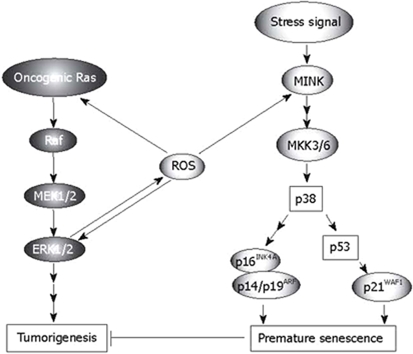 Stress signal
Oncogenic Ras
MINK
Raf
ROS
MKK3/6
MEK1/2
p38
ERK1/2
p53
p16INK4A
p14/p19ARF
p21WAF1
Tumorigenesis
Premature senescence